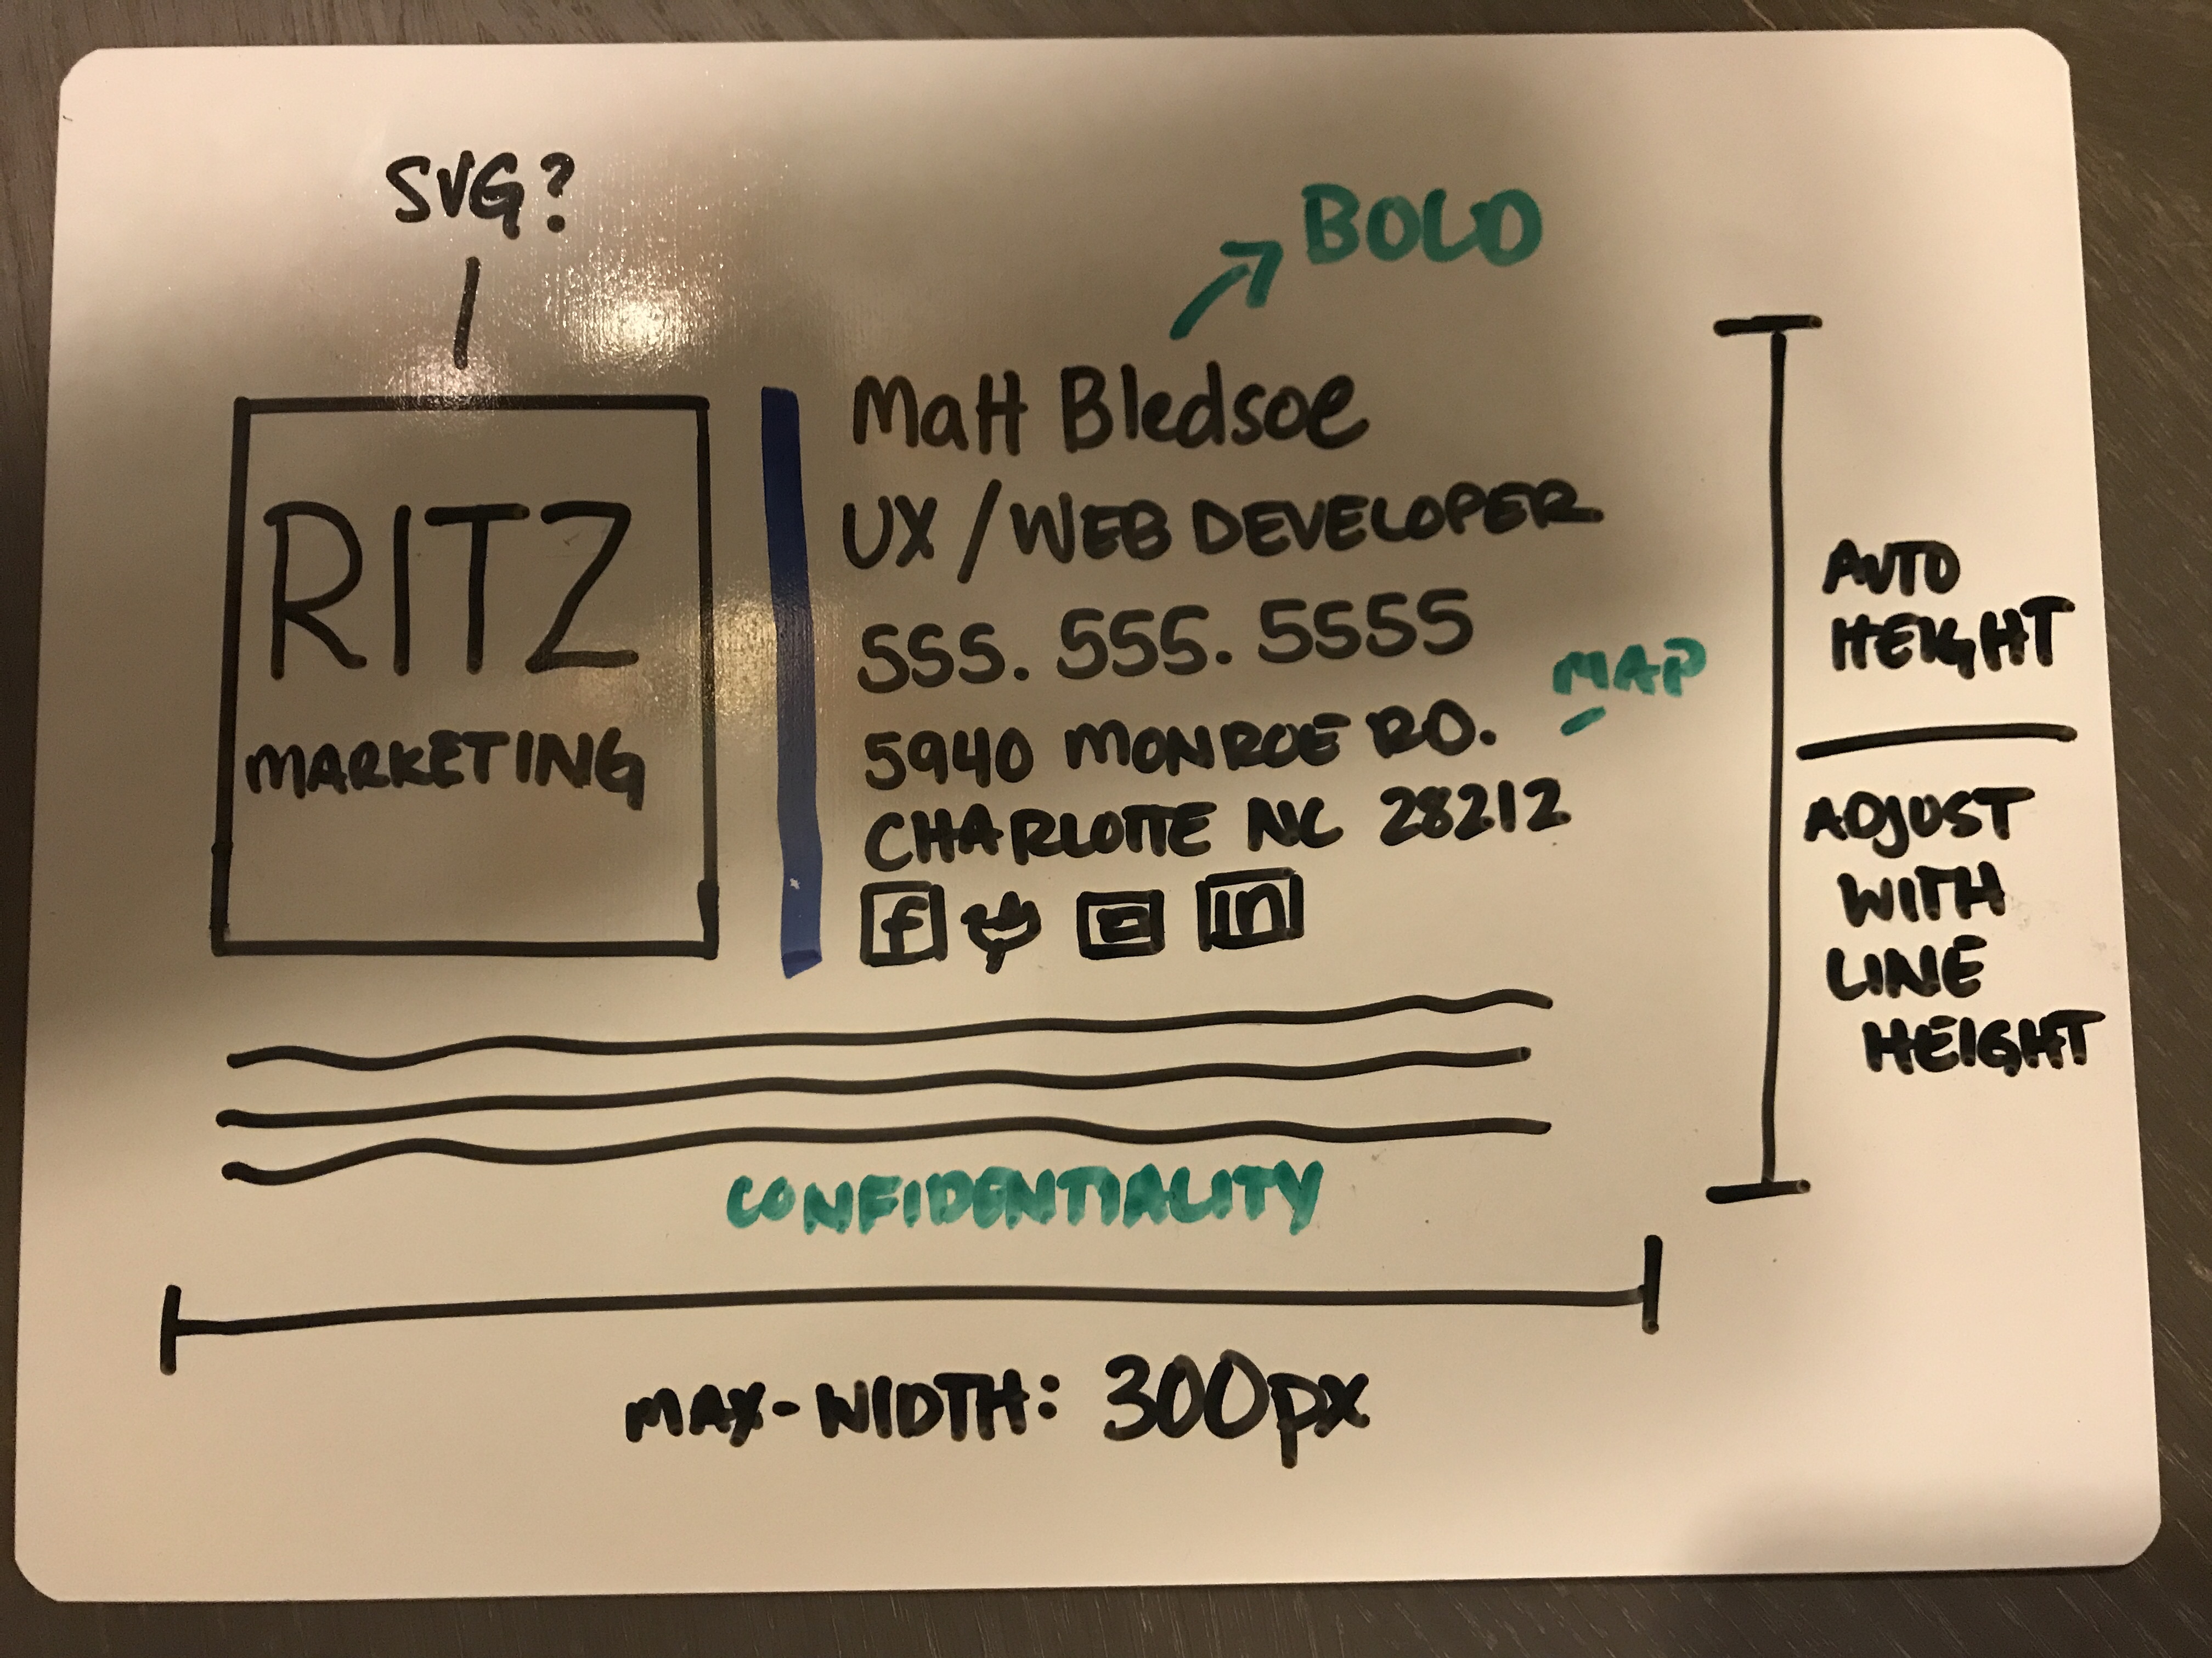 SVG?
BOLD
RITZ
MARKETING
Matt Bledsoe
UX/WEB DEVELOPER
555. 555. 5555
MAP
5940 MONROE RD.
CHARLOTTE NC 28212
f
in
AUTO
HEIGHT
ADJUST
WITH
LINE
HEIGHT
CONFIDENTIALITY
MAX-WIDTH: 300px